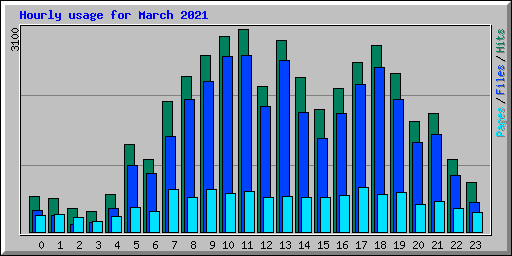 Hourly usage for March 2021
3100
Pages/Files/Hits
0 1 2 3 4 5 6 7 8 9 10 11 12 13 14 15 16 17 18 19 20 21 22 23